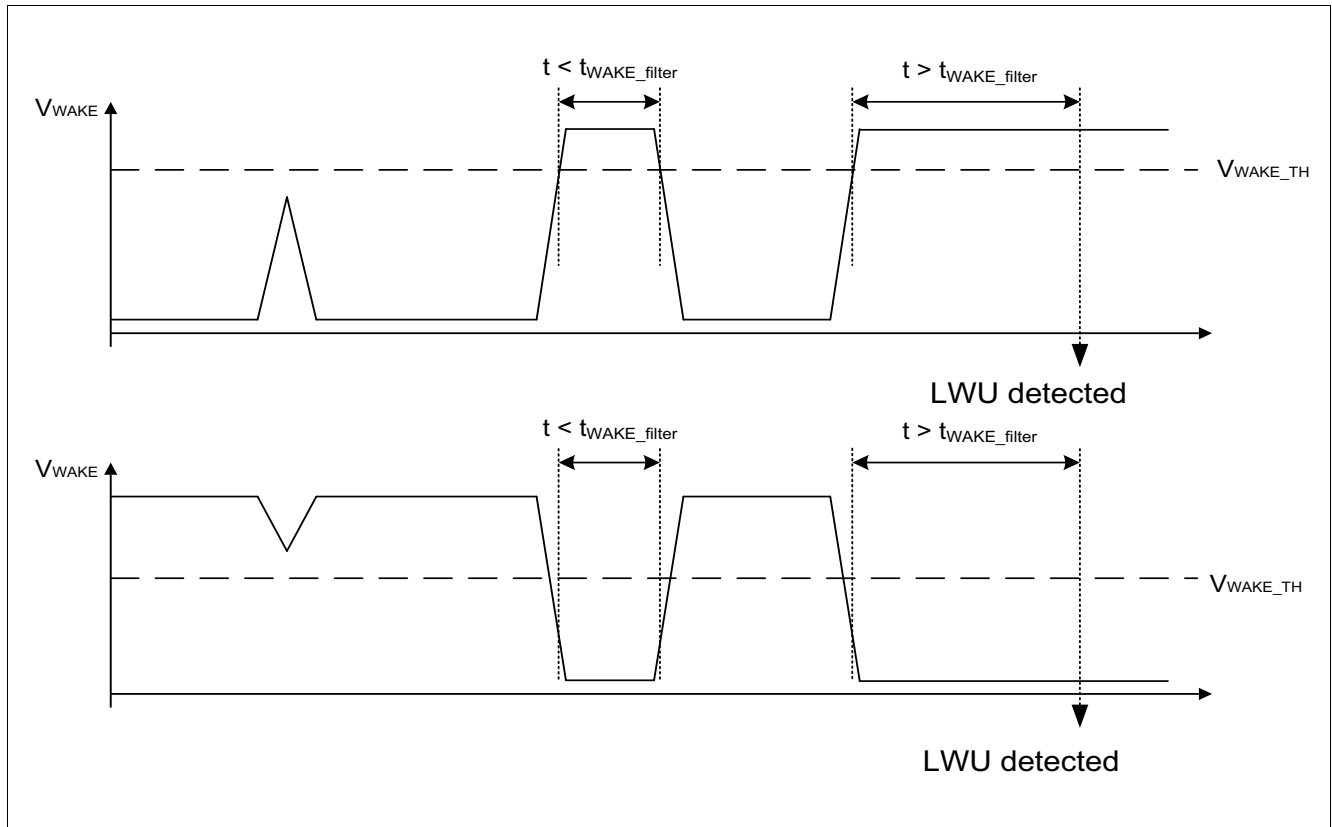 t < tWAKE_filter
t > tWAKE_filter
VWAKE
VWAKE_TH
LWU detected
t < tWAKE_filter
t > tWAKE_filter
VWAKE
VWAKE_TH
LWU detected